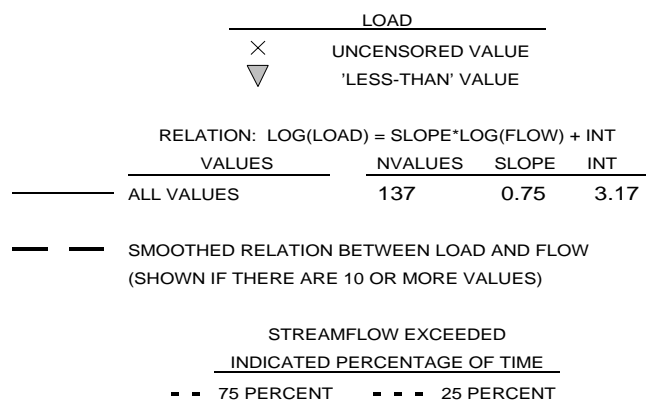 LOAD
UNCENSORED VALUE
'LESS-THAN' VALUE
RELATION: LOG(LOAD) = SLOPE*LOG(FLOW) + INT
VALUES NVALUES SLOPE INT
ALL VALUES 137 0.75 3.17
SMOOTHED RELATION BETWEEN LOAD AND FLOW
(SHOWN IF THERE ARE 10 OR MORE VALUES)
STREAMFLOW EXCEEDED
INDICATED PERCENTAGE OF TIME
75 PERCENT 25 PERCENT